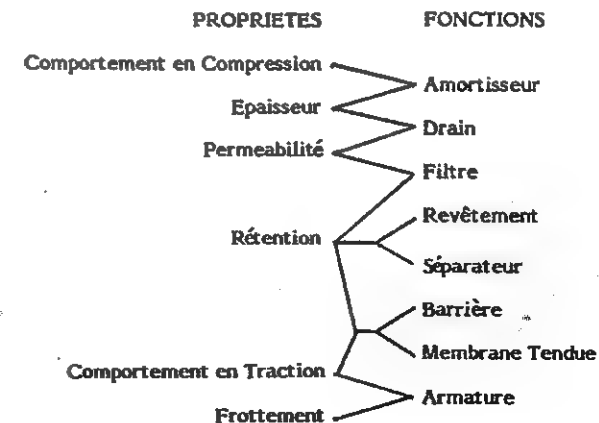 PROPRIETES FONCTIONS
Comportement en Compression
Amortisseur
Epaisseur
Drain
Permeabilité
Filtre
Revêtement
Rétention
Séparateur
Barrière
Membrane Tendue
Comportement en Traction
Armature
Frottement